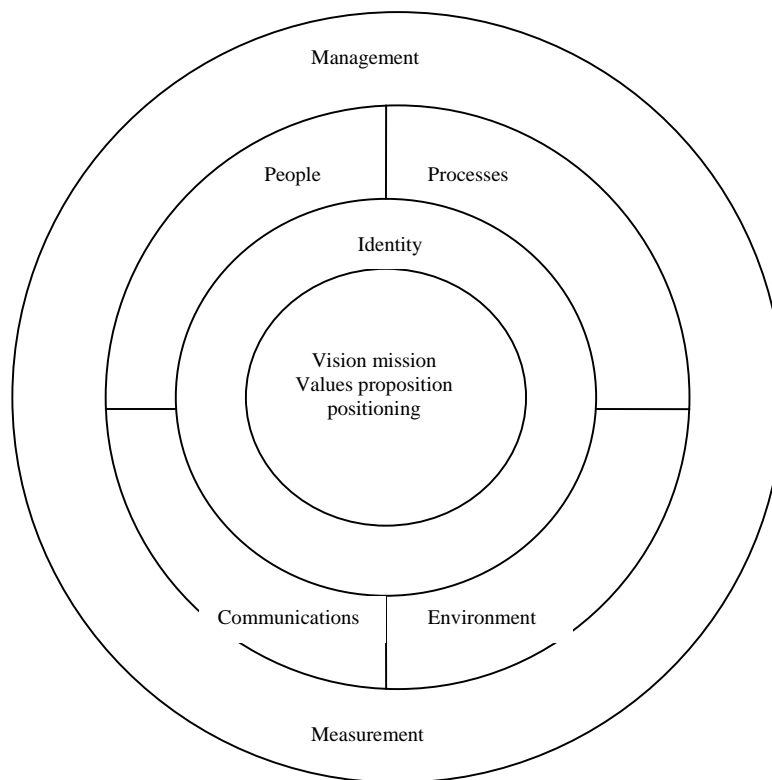 Management
People Processes
Identity
Vision mission
Values proposition
positioning
Communications Environment
Measurement